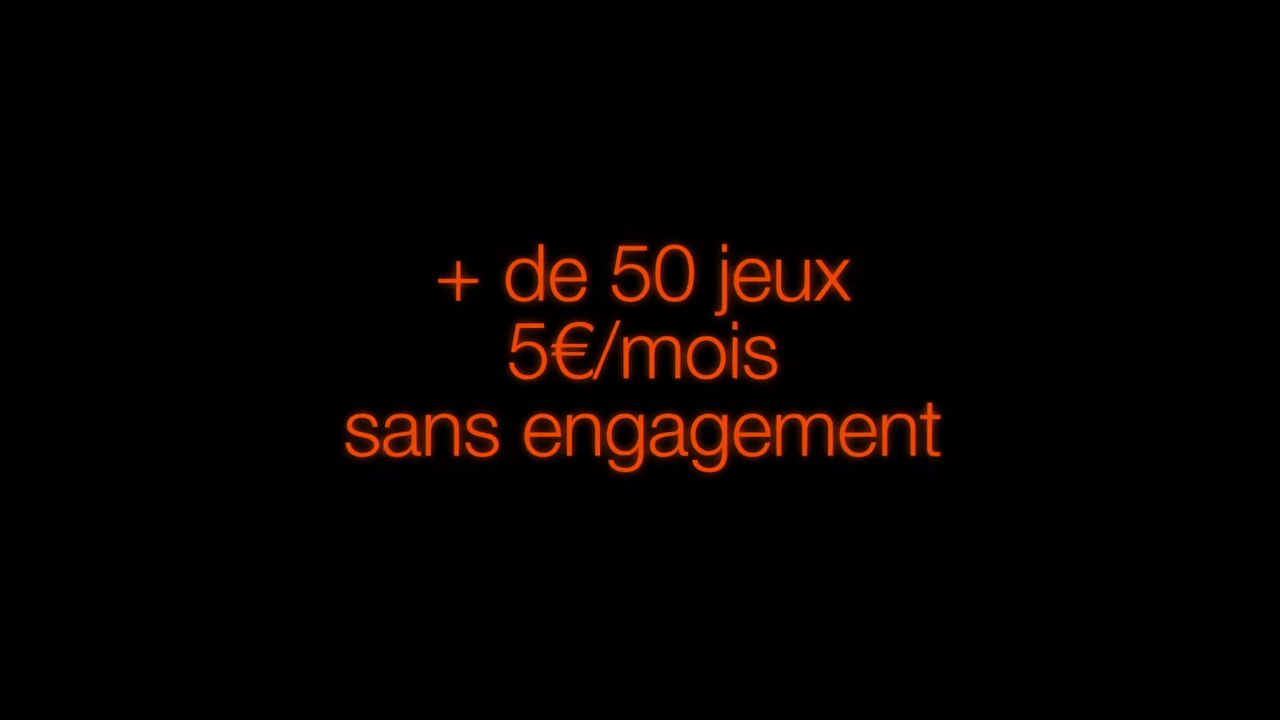 + de 50 jeux
5€/mois
sans engagement